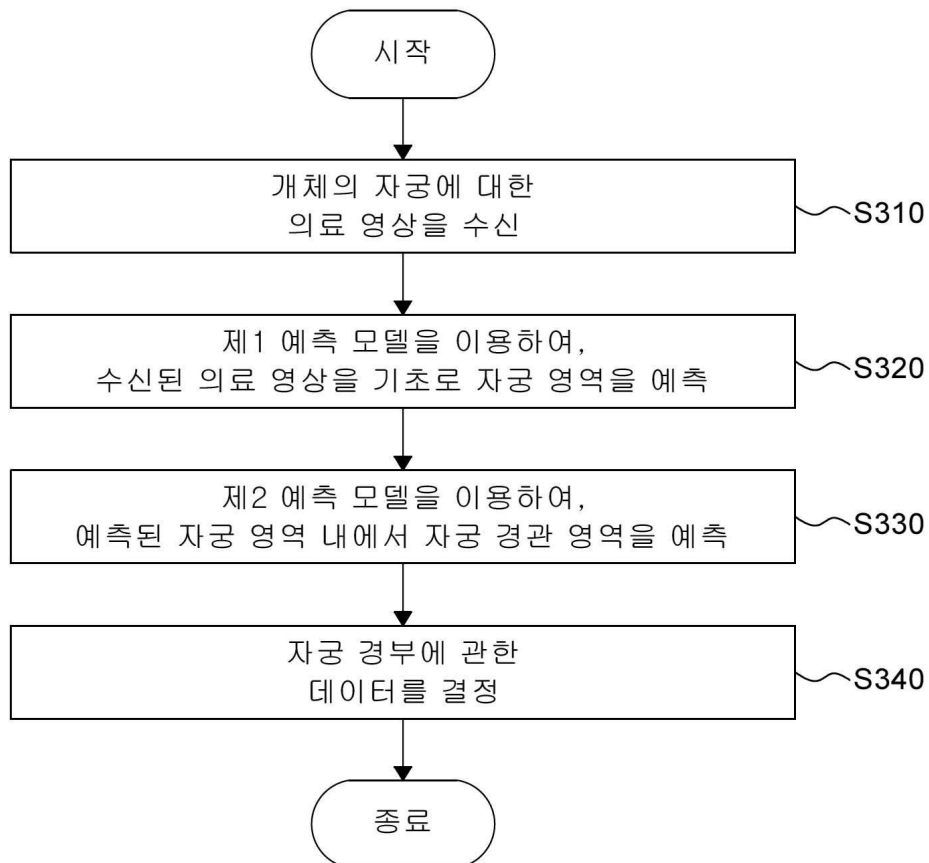 시작
개체의 자궁에 대한
의료 영상을 수신
S310
제1 예측 모델을 이용하여,
수신된 의료 영상을 기초로 자궁 영역을 예측
S320
제2 예측 모델을 이용하여,
예측된 자궁 영역 내에서 자궁 경관 영역을 예측
S330
자궁 경부에 관한
데이터를 결정
S340
종료